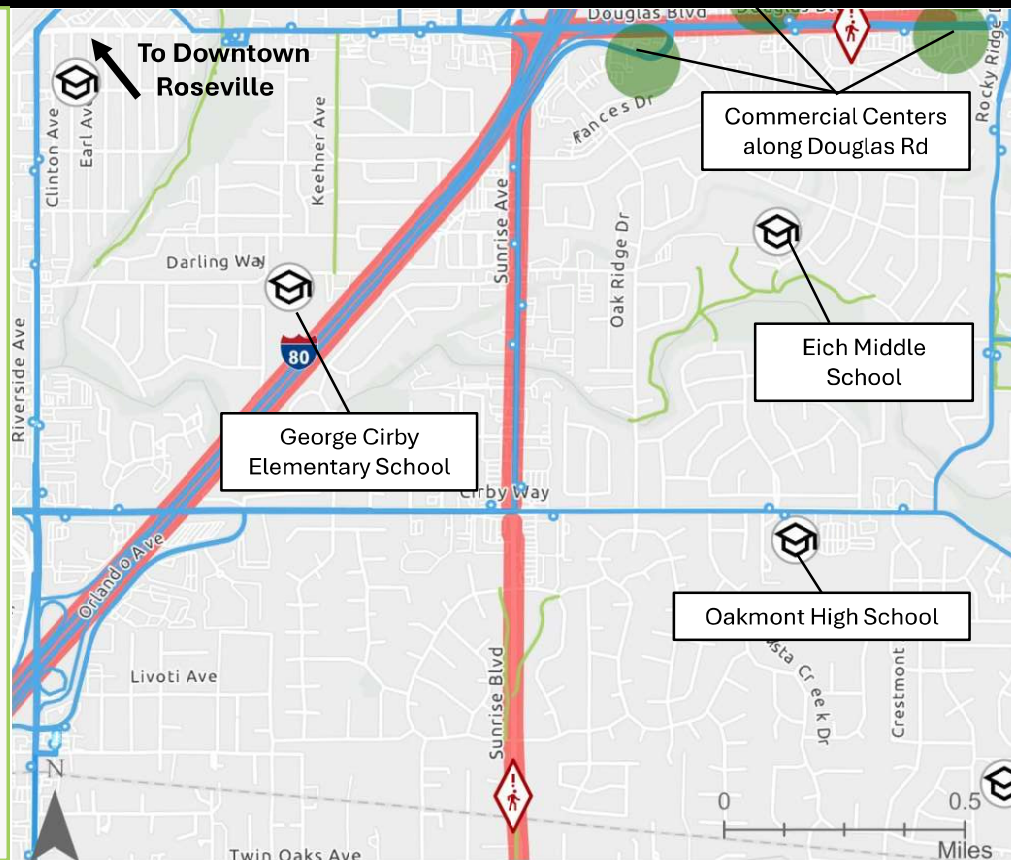 Douglas Blvd
To Downtown
Roseville
Clinton Ave
Earl Ave
Keehner Ave
Rocky Ridge
Commercial Centers
along Douglas Rd
Sunrise Ave
Oak Ridge Dr
Darling Way
80
Riverside Ave
Eich Middle
School
George Cirby
Elementary School
Cirby Way
Orlando Ave
Oakmont High School
Livoti Ave
Sunrise Blvd
Creek Dr
Crestmont
N
0 0.5
Miles
Twin Oaks Ave